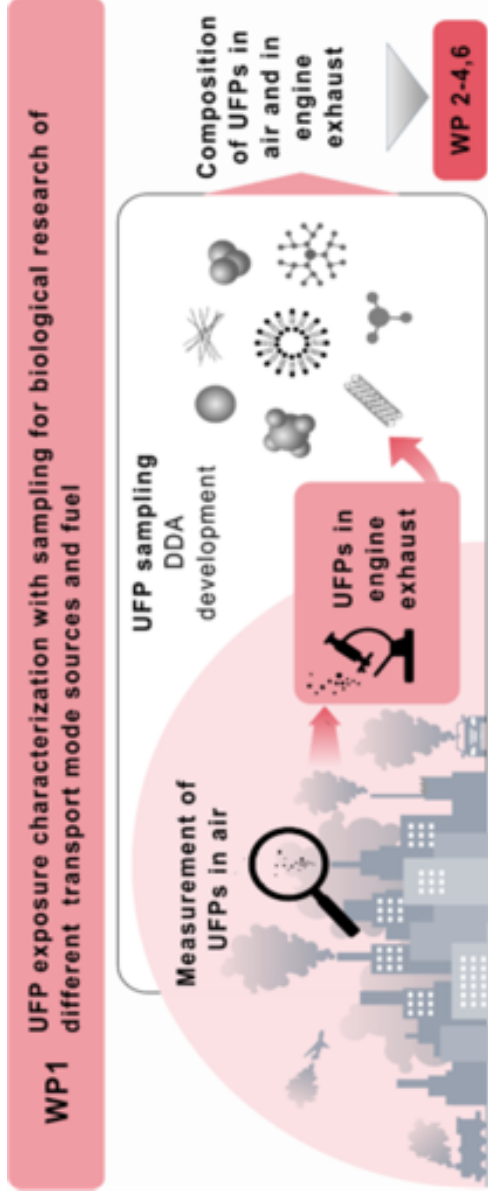 WP1
UFP exposure characterization with sampling for biological research of
different transport mode sources and fuel
Measurement of
UFPs in air
UFP sampling
DDA
development
UFPs in
engine
exhaust
Composition
of UFPs in
air and in
engine
exhaust
WP 2-4,6